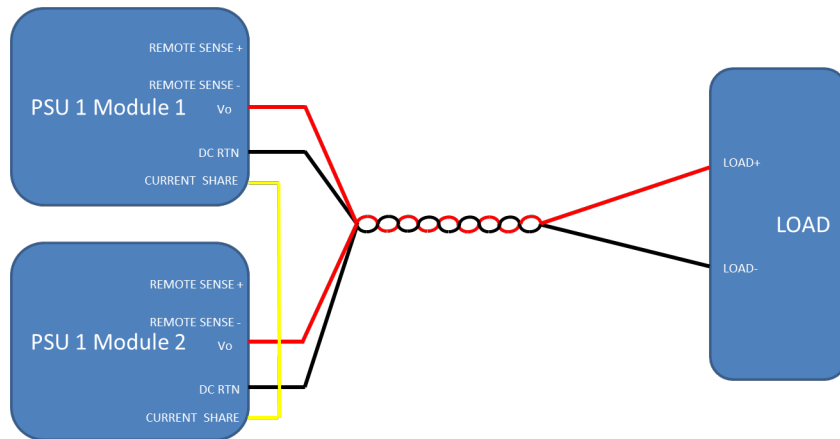 REMOTE SENSE +
REMOTE SENSE -
PSU 1 Module 1
Vo
DC RTN
CURRENT SHARE
REMOTE SENSE +
REMOTE SENSE -
PSU 1 Module 2
Vo
DC RTN
CURRENT SHARE
LOAD+
LOAD
LOAD-